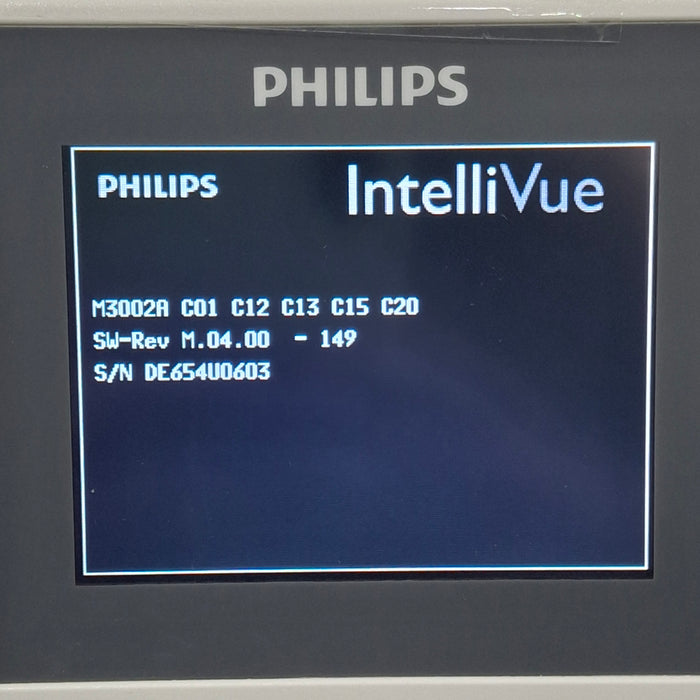 PHILIPS
PHILIPS IntelliVue
M3002A C01 C12 C13 C15 C20
SW-Rev M.04.00 - 149
S/N DE654U0603